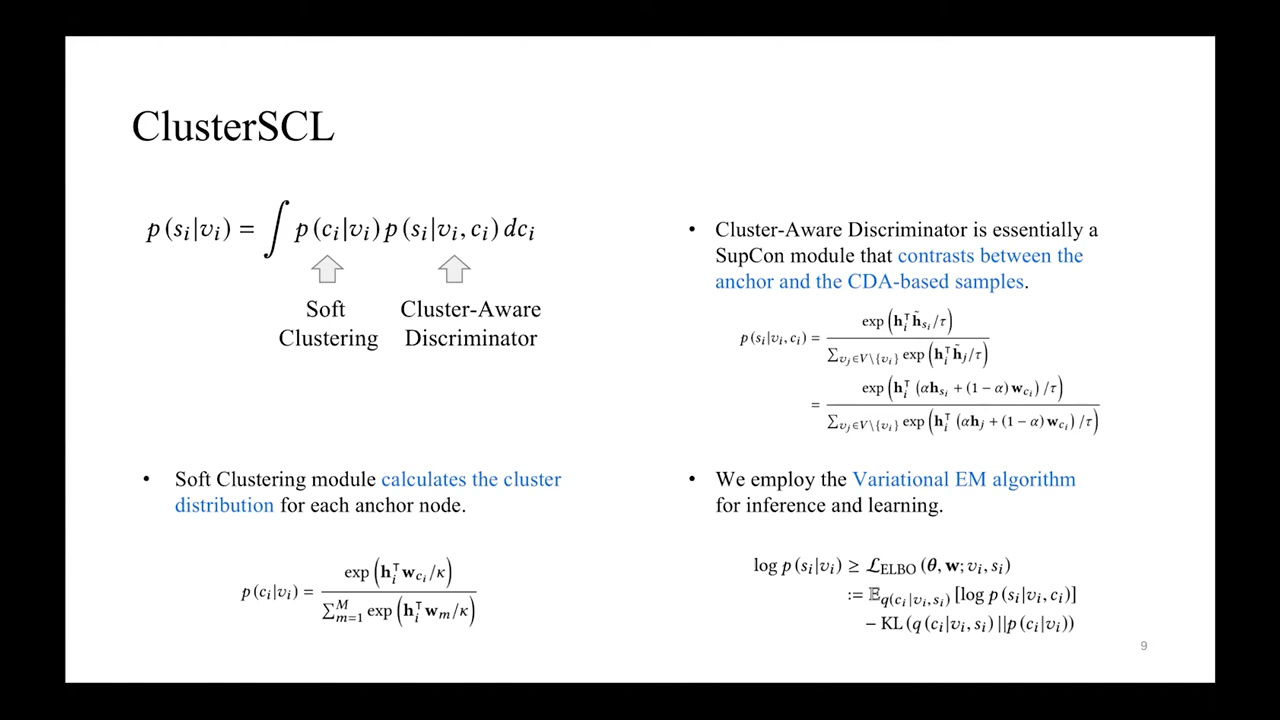 ClusterSCL
p(s_i|v_i) = ∫ p(c_i|v_i) p(s_i|v_i, c_i) dc_i
Soft
Clustering
Cluster-Aware
Discriminator
• Soft Clustering module calculates the cluster
distribution for each anchor node.
p(c_i|v_i) = exp(h_i^⊤ w_{c_i}/κ) / ∑_{m=1}^{M} exp(h_i^⊤ w_m/κ)
• Cluster-Aware Discriminator is essentially a
SupCon module that contrasts between the
anchor and the CDA-based samples.
p(s_i|v_i, c_i) = exp(h_i^⊤ h̃_{s_i}/τ) / ∑_{v_j∈V\{v_i}} exp(h_i^⊤ h̃_j/τ)
= exp(h_i^⊤ (αh_{s_i} + (1 − α) w_{c_i})/τ) / ∑_{v_j∈V\{v_i}} exp(h_i^⊤ (αh_j + (1 − α) w_{c_i})/τ)
• We employ the Variational EM algorithm
for inference and learning.
log p(s_i|v_i) ≥ ℒ_ELBO (θ, w; v_i, s_i)
:= 𝔼_{q(c_i|v_i,s_i)} [log p(s_i|v_i, c_i)]
− KL(q(c_i|v_i, s_i)||p(c_i|v_i))
9